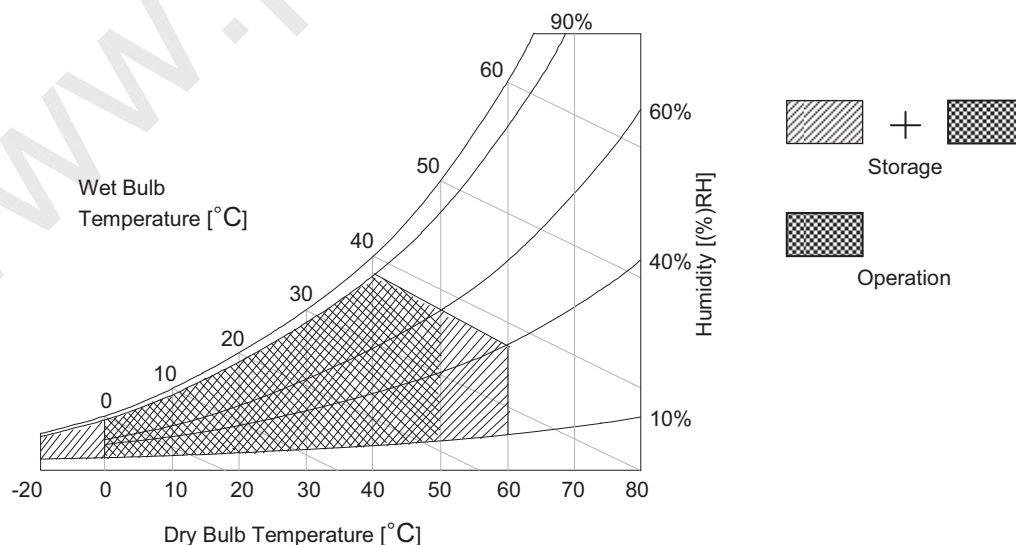 90%
60
60%
50
Wet Bulb
Temperature [°C]
Storage
40
40%
Humidity [(%)RH]
Operation
30
20
10
0
10%
-20 0 10 20 30 40 50 60 70 80
Dry Bulb Temperature [°C]